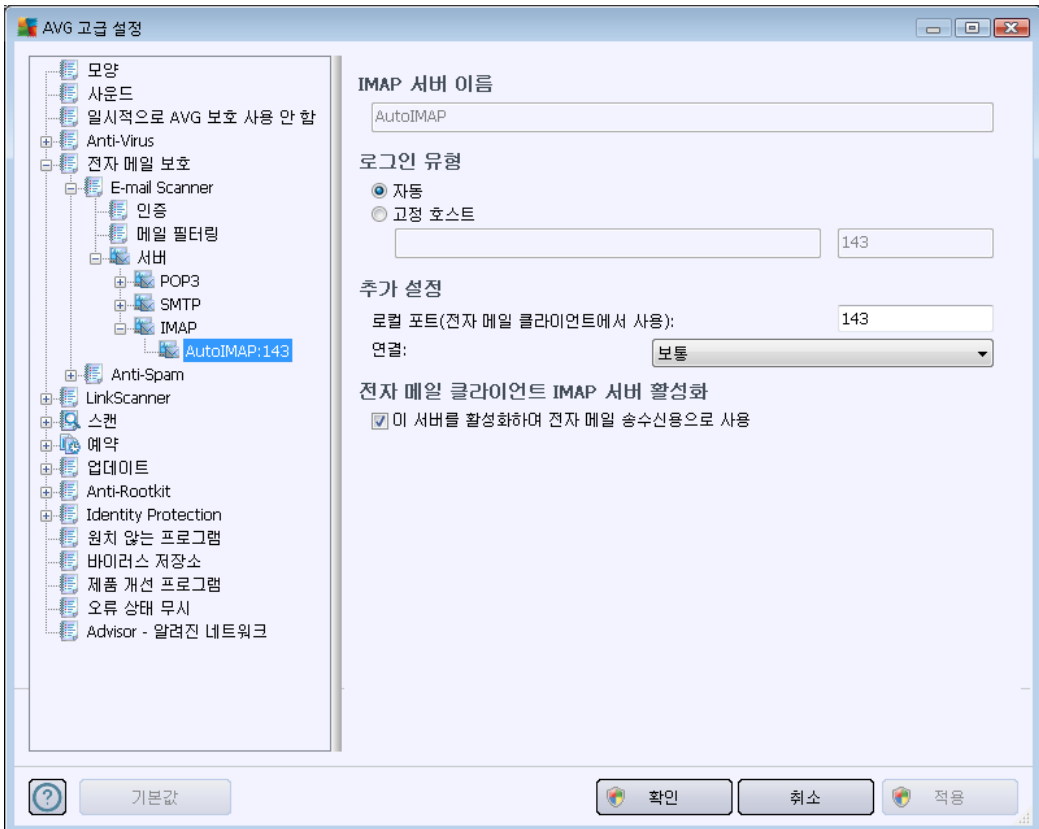 AVG 고급 설정
모양
사운드
일시적으로 AVG 보호 사용 안 함
Anti-Virus
전자 메일 보호
E-mail Scanner
인증
메일 필터링
서버
POP3
SMTP
IMAP
AutoIMAP:143
Anti-Spam
LinkScanner
스캔
예약
업데이트
Anti-Rootkit
Identity Protection
원치 않는 프로그램
바이러스 저장소
제품 개선 프로그램
오류 상태 무시
Advisor - 알려진 네트워크
IMAP 서버 이름
AutoIMAP
로그인 유형
자동
고정 호스트
143
추가 설정
로컬 포트(전자 메일 클라이언트에서 사용): 143
연결: 보통
전자 메일 클라이언트 IMAP 서버 활성화
이 서버를 활성화하여 전자 메일 송수신용으로 사용
기본값 확인 취소 적용